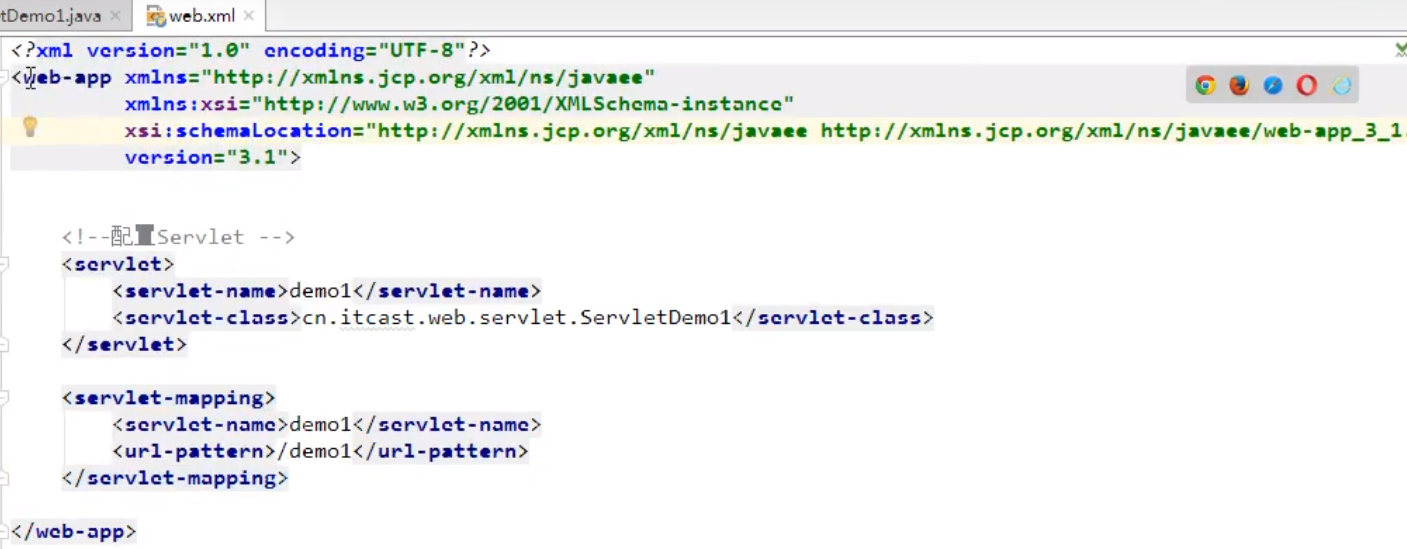 tDemo1.java
web.xml
<?xml version="1.0" encoding="UTF-8"?>
<web-app xmlns="http://xmlns.jcp.org/xml/ns/javaee"
xmlns:xsi="http://www.w3.org/2001/XMLSchema-instance"
xsi:schemaLocation="http://xmlns.jcp.org/xml/ns/javaee http://xmlns.jcp.org/xml/ns/javaee/web-app_3_1.
version="3.1">
<!--配置Servlet -->
<servlet>
<servlet-name>demo1</servlet-name>
<servlet-class>cn.itcast.web.servlet.ServletDemo1</servlet-class>
</servlet>
<servlet-mapping>
<servlet-name>demo1</servlet-name>
<url-pattern>/demo1</url-pattern>
</servlet-mapping>
</web-app>